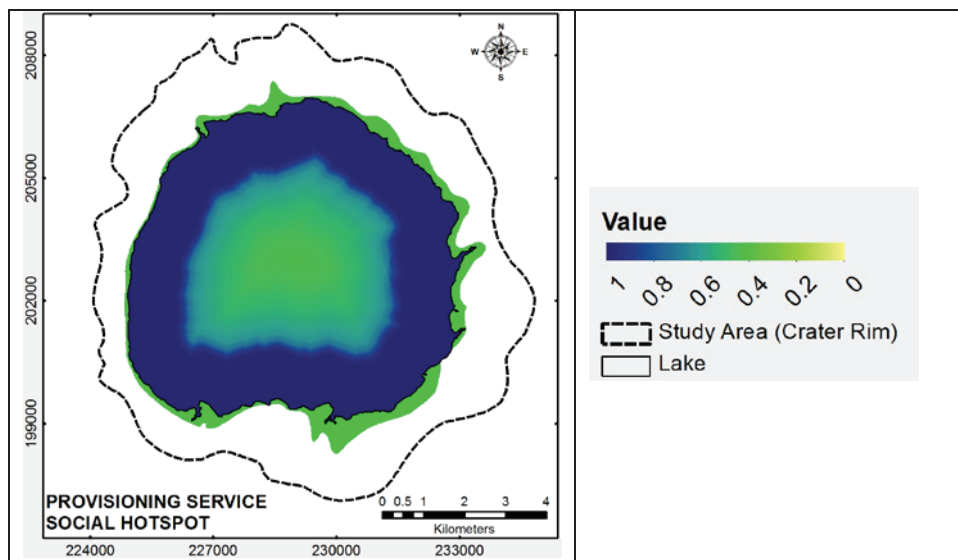 N
W E
S
208000
205000
202000
199000
PROVISIONING SERVICE
SOCIAL HOTSPOT
0 0.5 1 2 3 4
Kilometers
224000 227000 230000 233000
Value
1 0.8 0.6 0.4 0.2 0
Study Area (Crater Rim)
Lake